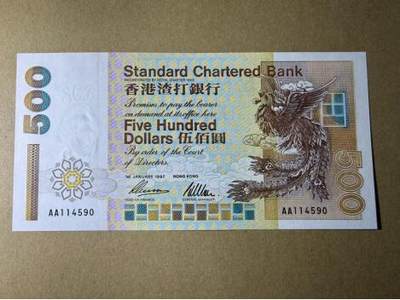 500
Standard Chartered Bank
香港渣打銀行
Promises to pay the bearer
on demand at its office here
Five Hundred
Dollars 伍佰圓
By order of the Court
of Directors.
1st JANUARY 1997 HONG KONG
AA114590
AA114590
500